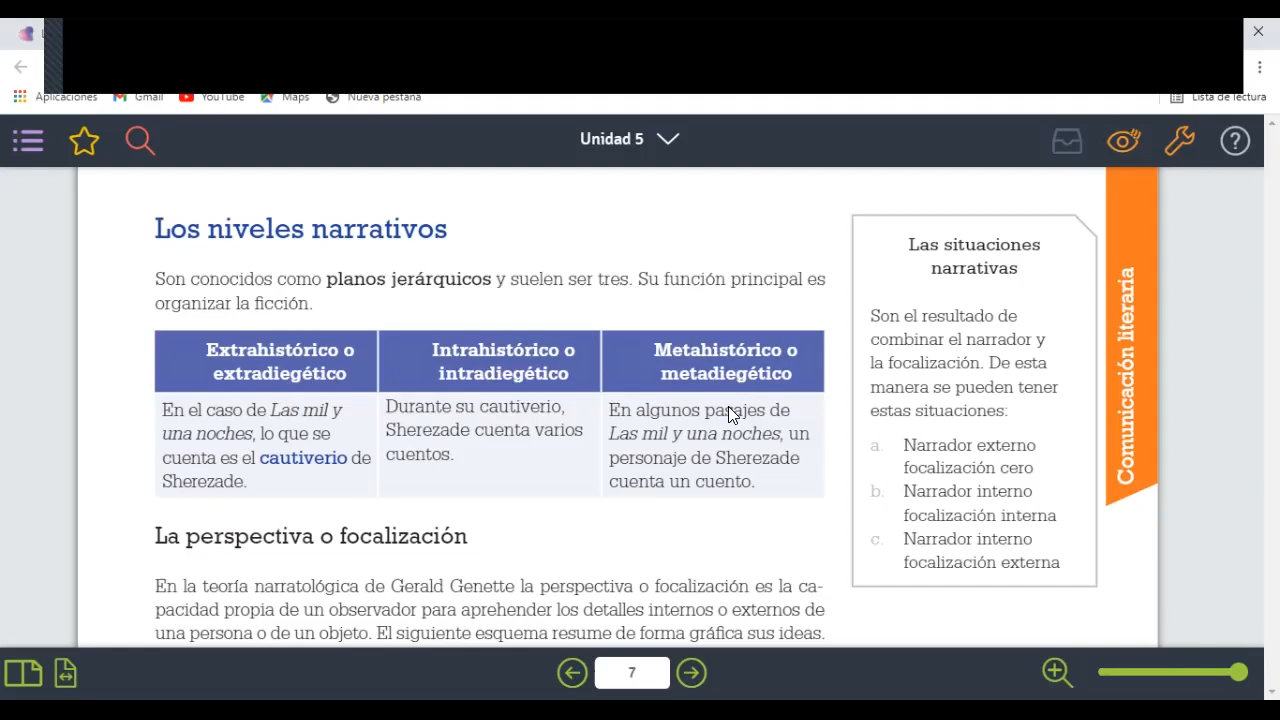 Aplicaciones Gmail YouTube Maps Nueva pestaña Lista de lectura
Unidad 5
Los niveles narrativos
Son conocidos como planos jerárquicos y suelen ser tres. Su función principal es
organizar la ficción.
Extrahistórico o
extradiegético
Intrahistórico o
intradiegético
Metahistórico o
metadiegético
En el caso de Las mil y
una noches, lo que se
cuenta es el cautiverio de
Sherezade.
Durante su cautiverio,
Sherezade cuenta varios
cuentos.
En algunos pasajes de
Las mil y una noches, un
personaje de Sherezade
cuenta un cuento.
La perspectiva o focalización
En la teoría narratológica de Gerald Genette la perspectiva o focalización es la ca-
pacidad propia de un observador para aprehender los detalles internos o externos de
una persona o de un objeto. El siguiente esquema resume de forma gráfica sus ideas.
Las situaciones
narrativas
Son el resultado de
combinar el narrador y
la focalización. De esta
manera se pueden tener
estas situaciones:
a. Narrador externo
focalización cero
b. Narrador interno
focalización interna
c. Narrador interno
focalización externa
Comunicación literaria
7